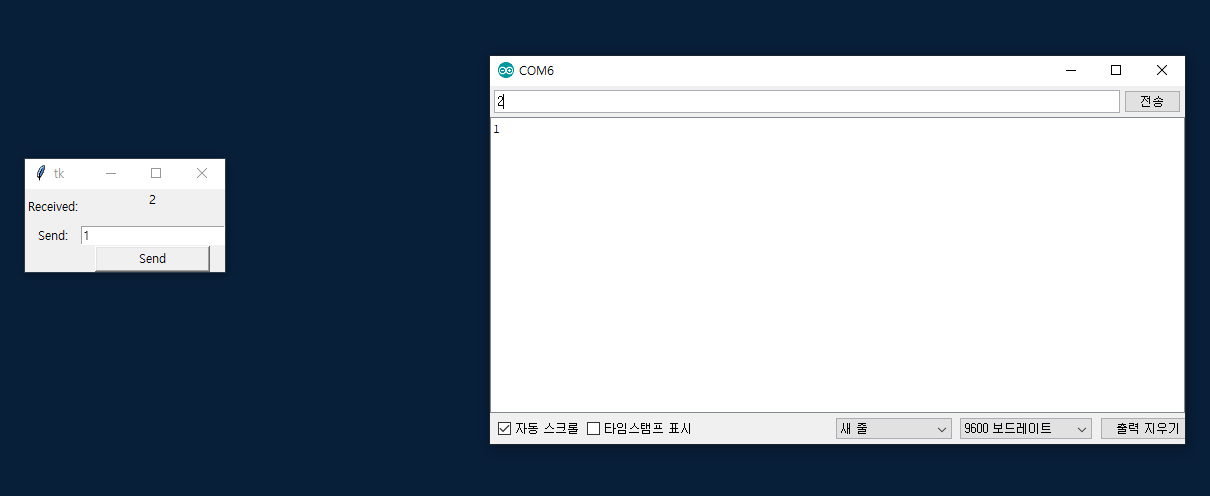 tk
Received:
2
Send:
1
Send
COM6
2
전송
1
자동 스크롤
타임스탬프 표시
새 줄
9600 보드레이트
출력 지우기